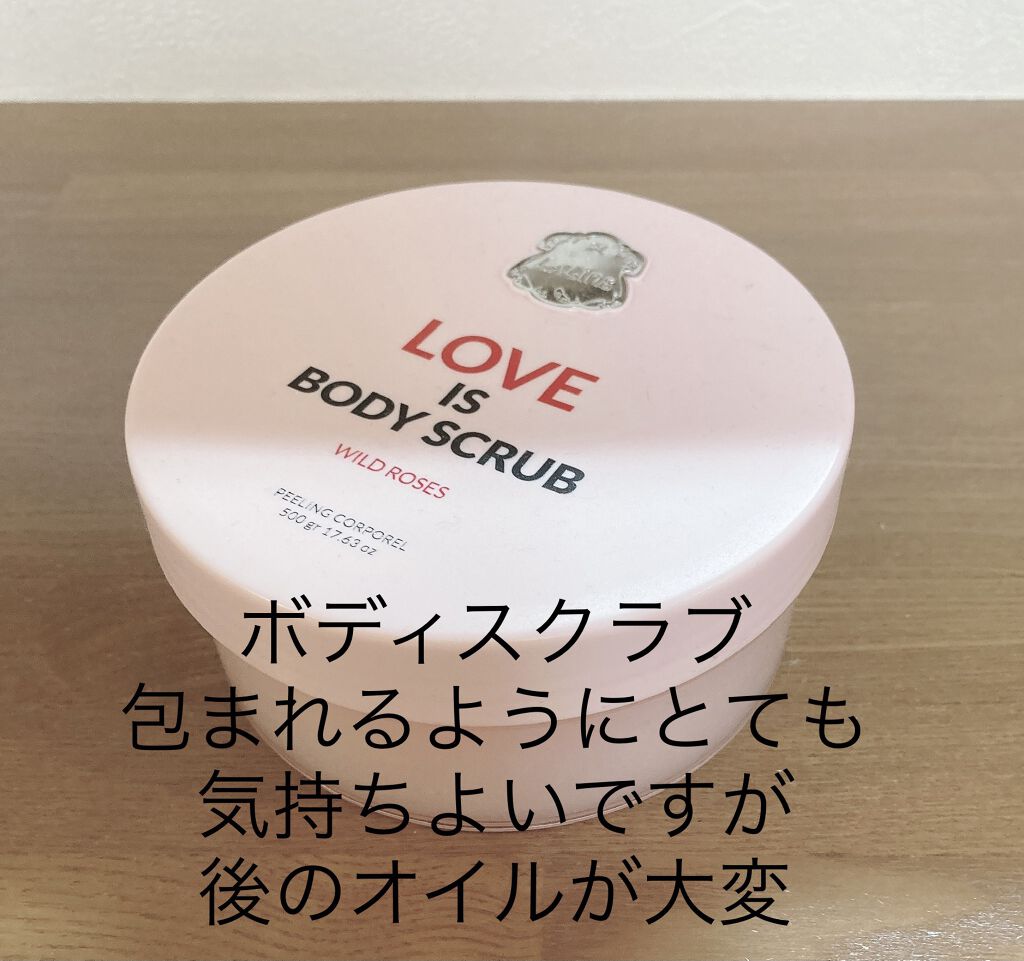 Laline
LOVE
IS
BODY SCRUB
WILD ROSES
PEELING CORPOREL
500 gr 17.63 oz
ボディスクラブ
包まれるようにとても
気持ちよいですが
後のオイルが大変